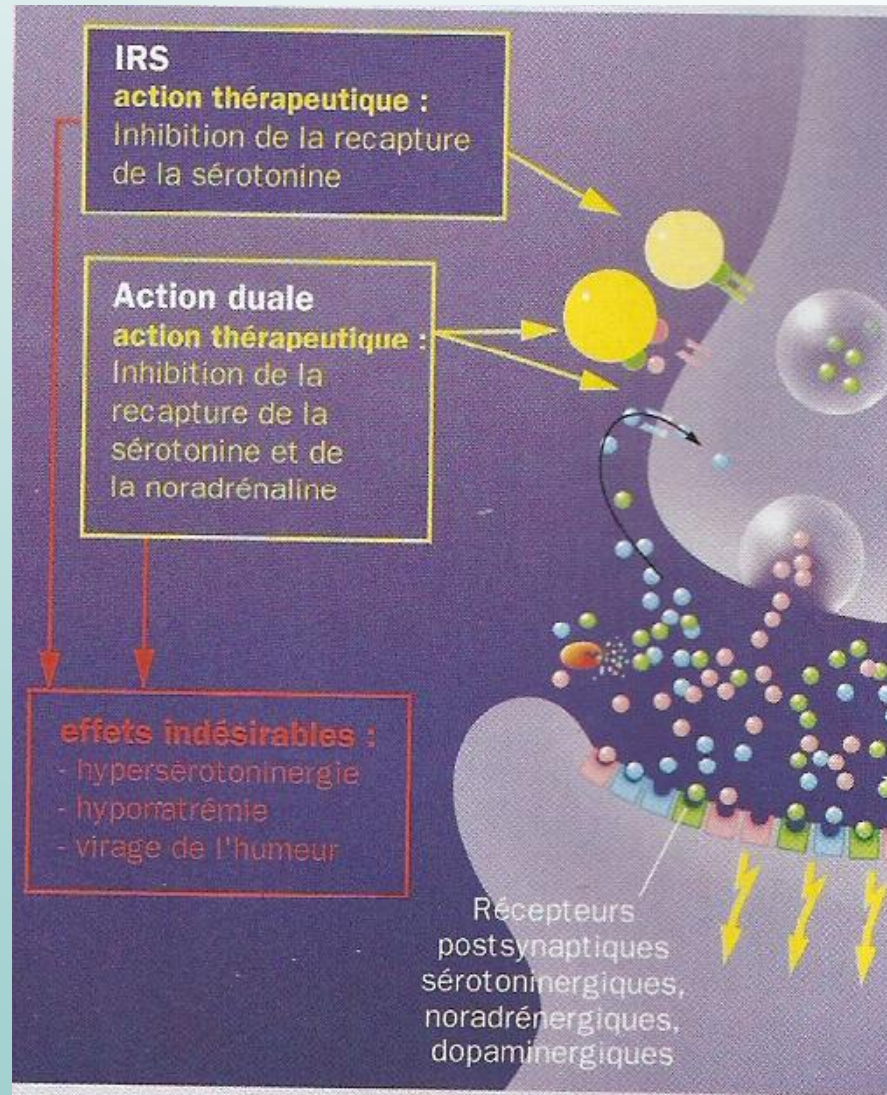 IRS
action thérapeutique :
Inhibition de la recapture
de la sérotonine
Action duale
action thérapeutique :
Inhibition de la
recapture de la
sérotonine et de
la noradrénaline
effets indésirables :
- hypersérotoninergie
- hyponatrémie
- virage de l'humeur
Récepteurs
postsynaptiques
sérotoninergiques,
noradrénergiques,
dopaminergiques